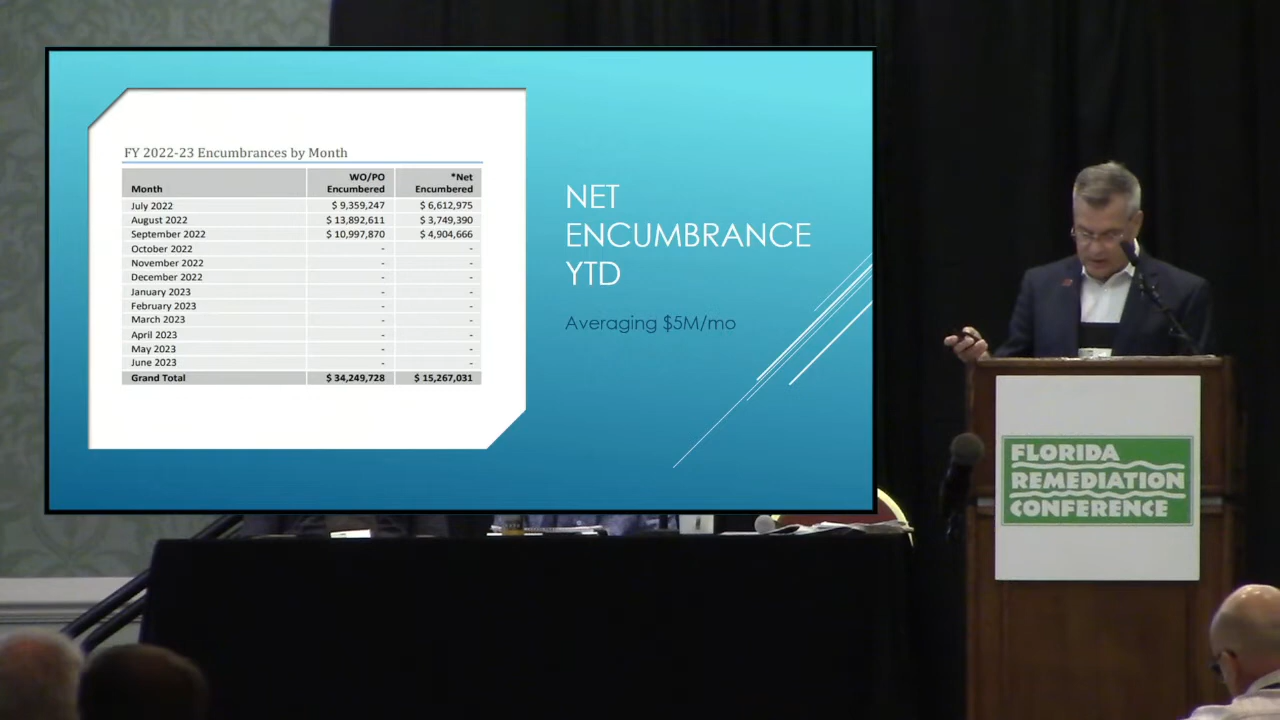 FY 2022-23 Encumbrances by Month
Month WO/PO Encumbered *Net Encumbered
July 2022 $ 9,359,247 $ 6,612,975
August 2022 $ 13,892,611 $ 3,749,390
September 2022 $ 10,997,870 $ 4,904,666
October 2022 - -
November 2022 - -
December 2022 - -
January 2023 - -
February 2023 - -
March 2023 - -
April 2023 - -
May 2023 - -
June 2023 - -
Grand Total $ 34,249,728 $ 15,267,031
NET
ENCUMBRANCE
YTD
Averaging $5M/mo
FLORIDA
REMEDIATION
CONFERENCE